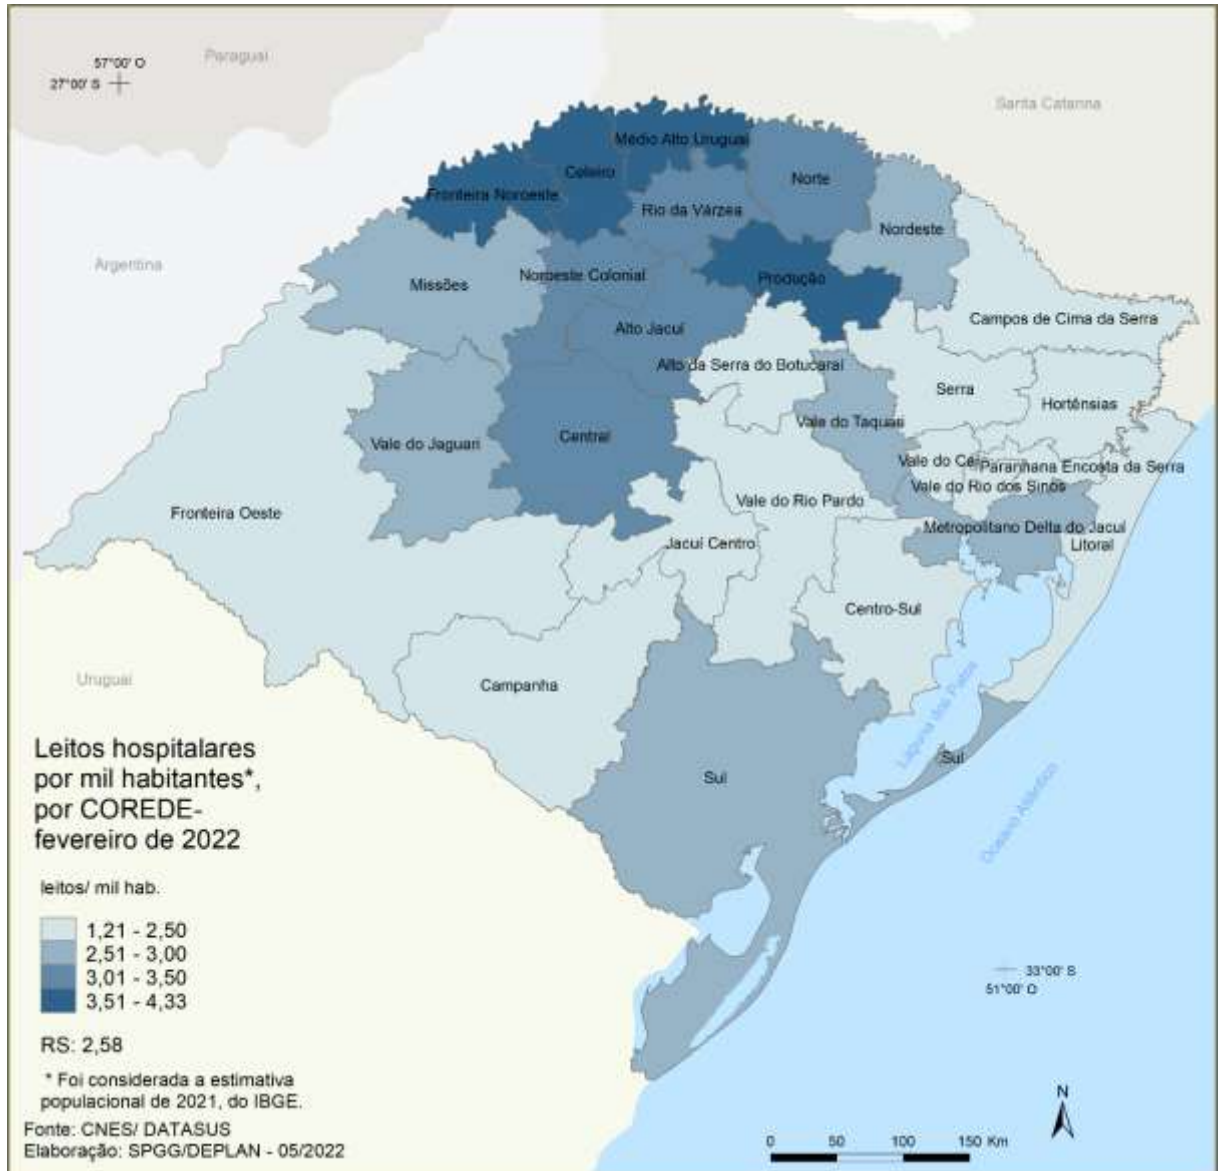 57°00' O
27°00' S
Paraguai
Santa Catarina
Médio Alto Uruguai
Celeiro
Norte
Fronteira Noroeste
Rio da Várzea
Nordeste
Argentina
Noroeste Colonial
Produção
Missões
Campos de Cima da Serra
Alto Jacuí
Alto da Serra do Botucaraí
Serra
Hortênsias
Vale do Taquari
Central
Vale do Jaguari
Vale do Caí
Paranhana Encosta da Serra
Vale do Rio dos Sinos
Vale do Rio Pardo
Fronteira Oeste
Metropolitano Delta do Jacuí
Jacuí Centro
Litoral
Centro-Sul
Uruguai
Campanha
Laguna dos Patos
Sul
Sul
Oceano Atlântico
Leitos hospitalares
por mil habitantes*,
por COREDE-
fevereiro de 2022
leitos/ mil hab.
1,21 - 2,50
2,51 - 3,00
3,01 - 3,50
3,51 - 4,33
33°00' S
51°00' O
RS: 2,58
* Foi considerada a estimativa
populacional de 2021, do IBGE.
Fonte: CNES/ DATASUS
Elaboração: SPGG/DEPLAN - 05/2022
N
0 50 100 150 Km